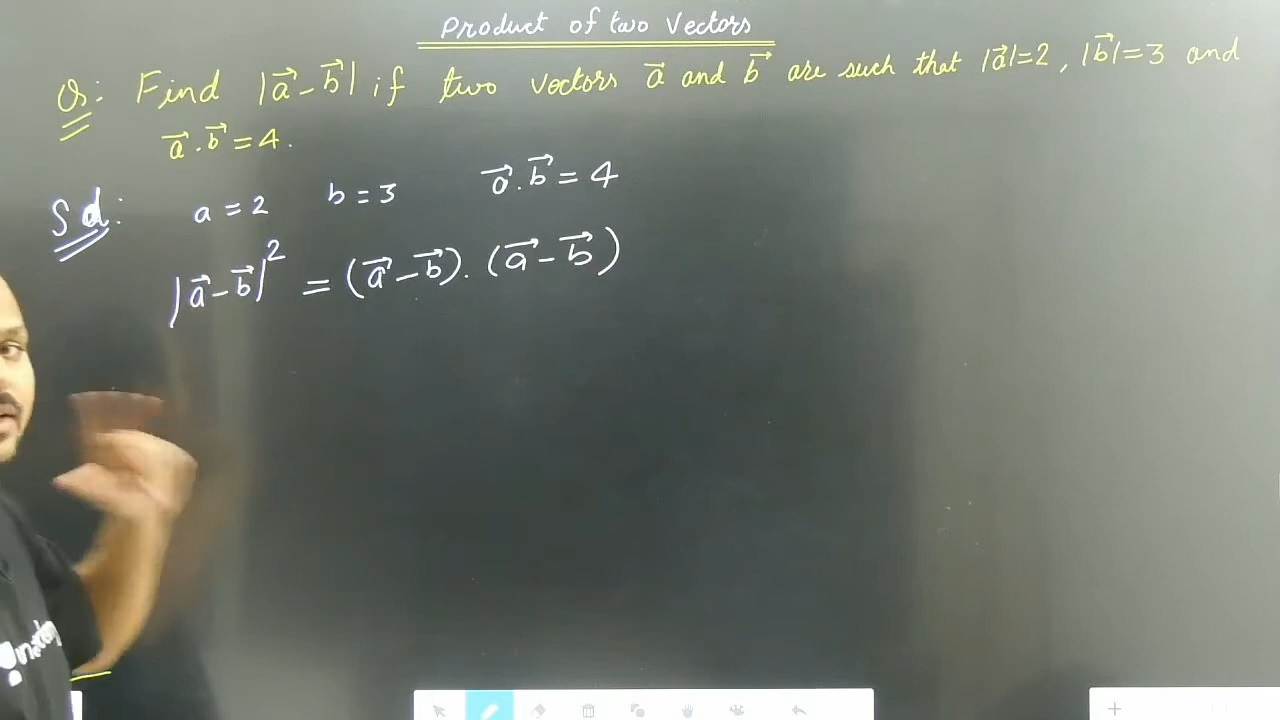 Product of two Vectors
Q: Find |a⃗ - b⃗| if two vectors a⃗ and b⃗ are such that |a⃗|=2, |b⃗|=3 and
a⃗.b⃗ = 4.
Sol: a = 2 b = 3 a⃗.b⃗ = 4
|a⃗-b⃗|² = (a⃗-b⃗).(a⃗-b⃗)